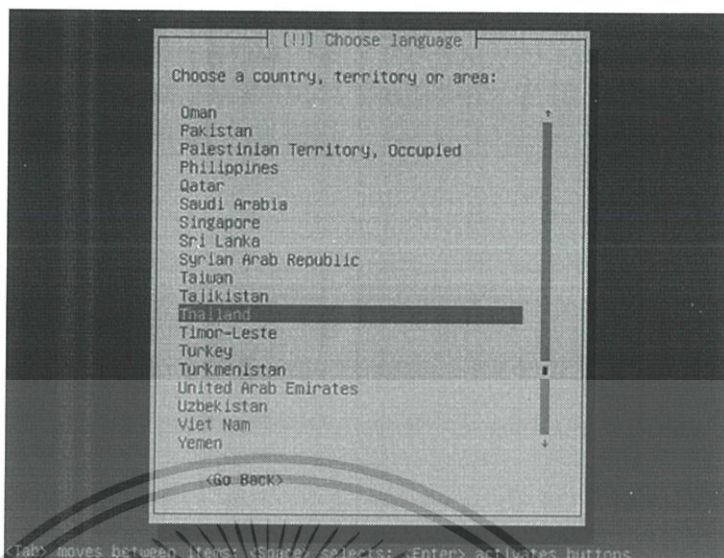 [!!] Choose language
Choose a country, territory or area:
Oman
Pakistan
Palestinian Territory, Occupied
Philippines
Qatar
Saudi Arabia
Singapore
Sri Lanka
Syrian Arab Republic
Taiwan
Tajikistan
Thailand
Timor-Leste
Turkey
Turkmenistan
United Arab Emirates
Uzbekistan
Viet Nam
Yemen
<Go Back>
<Tab> moves between items; <Space> selects; <Enter> activates buttons